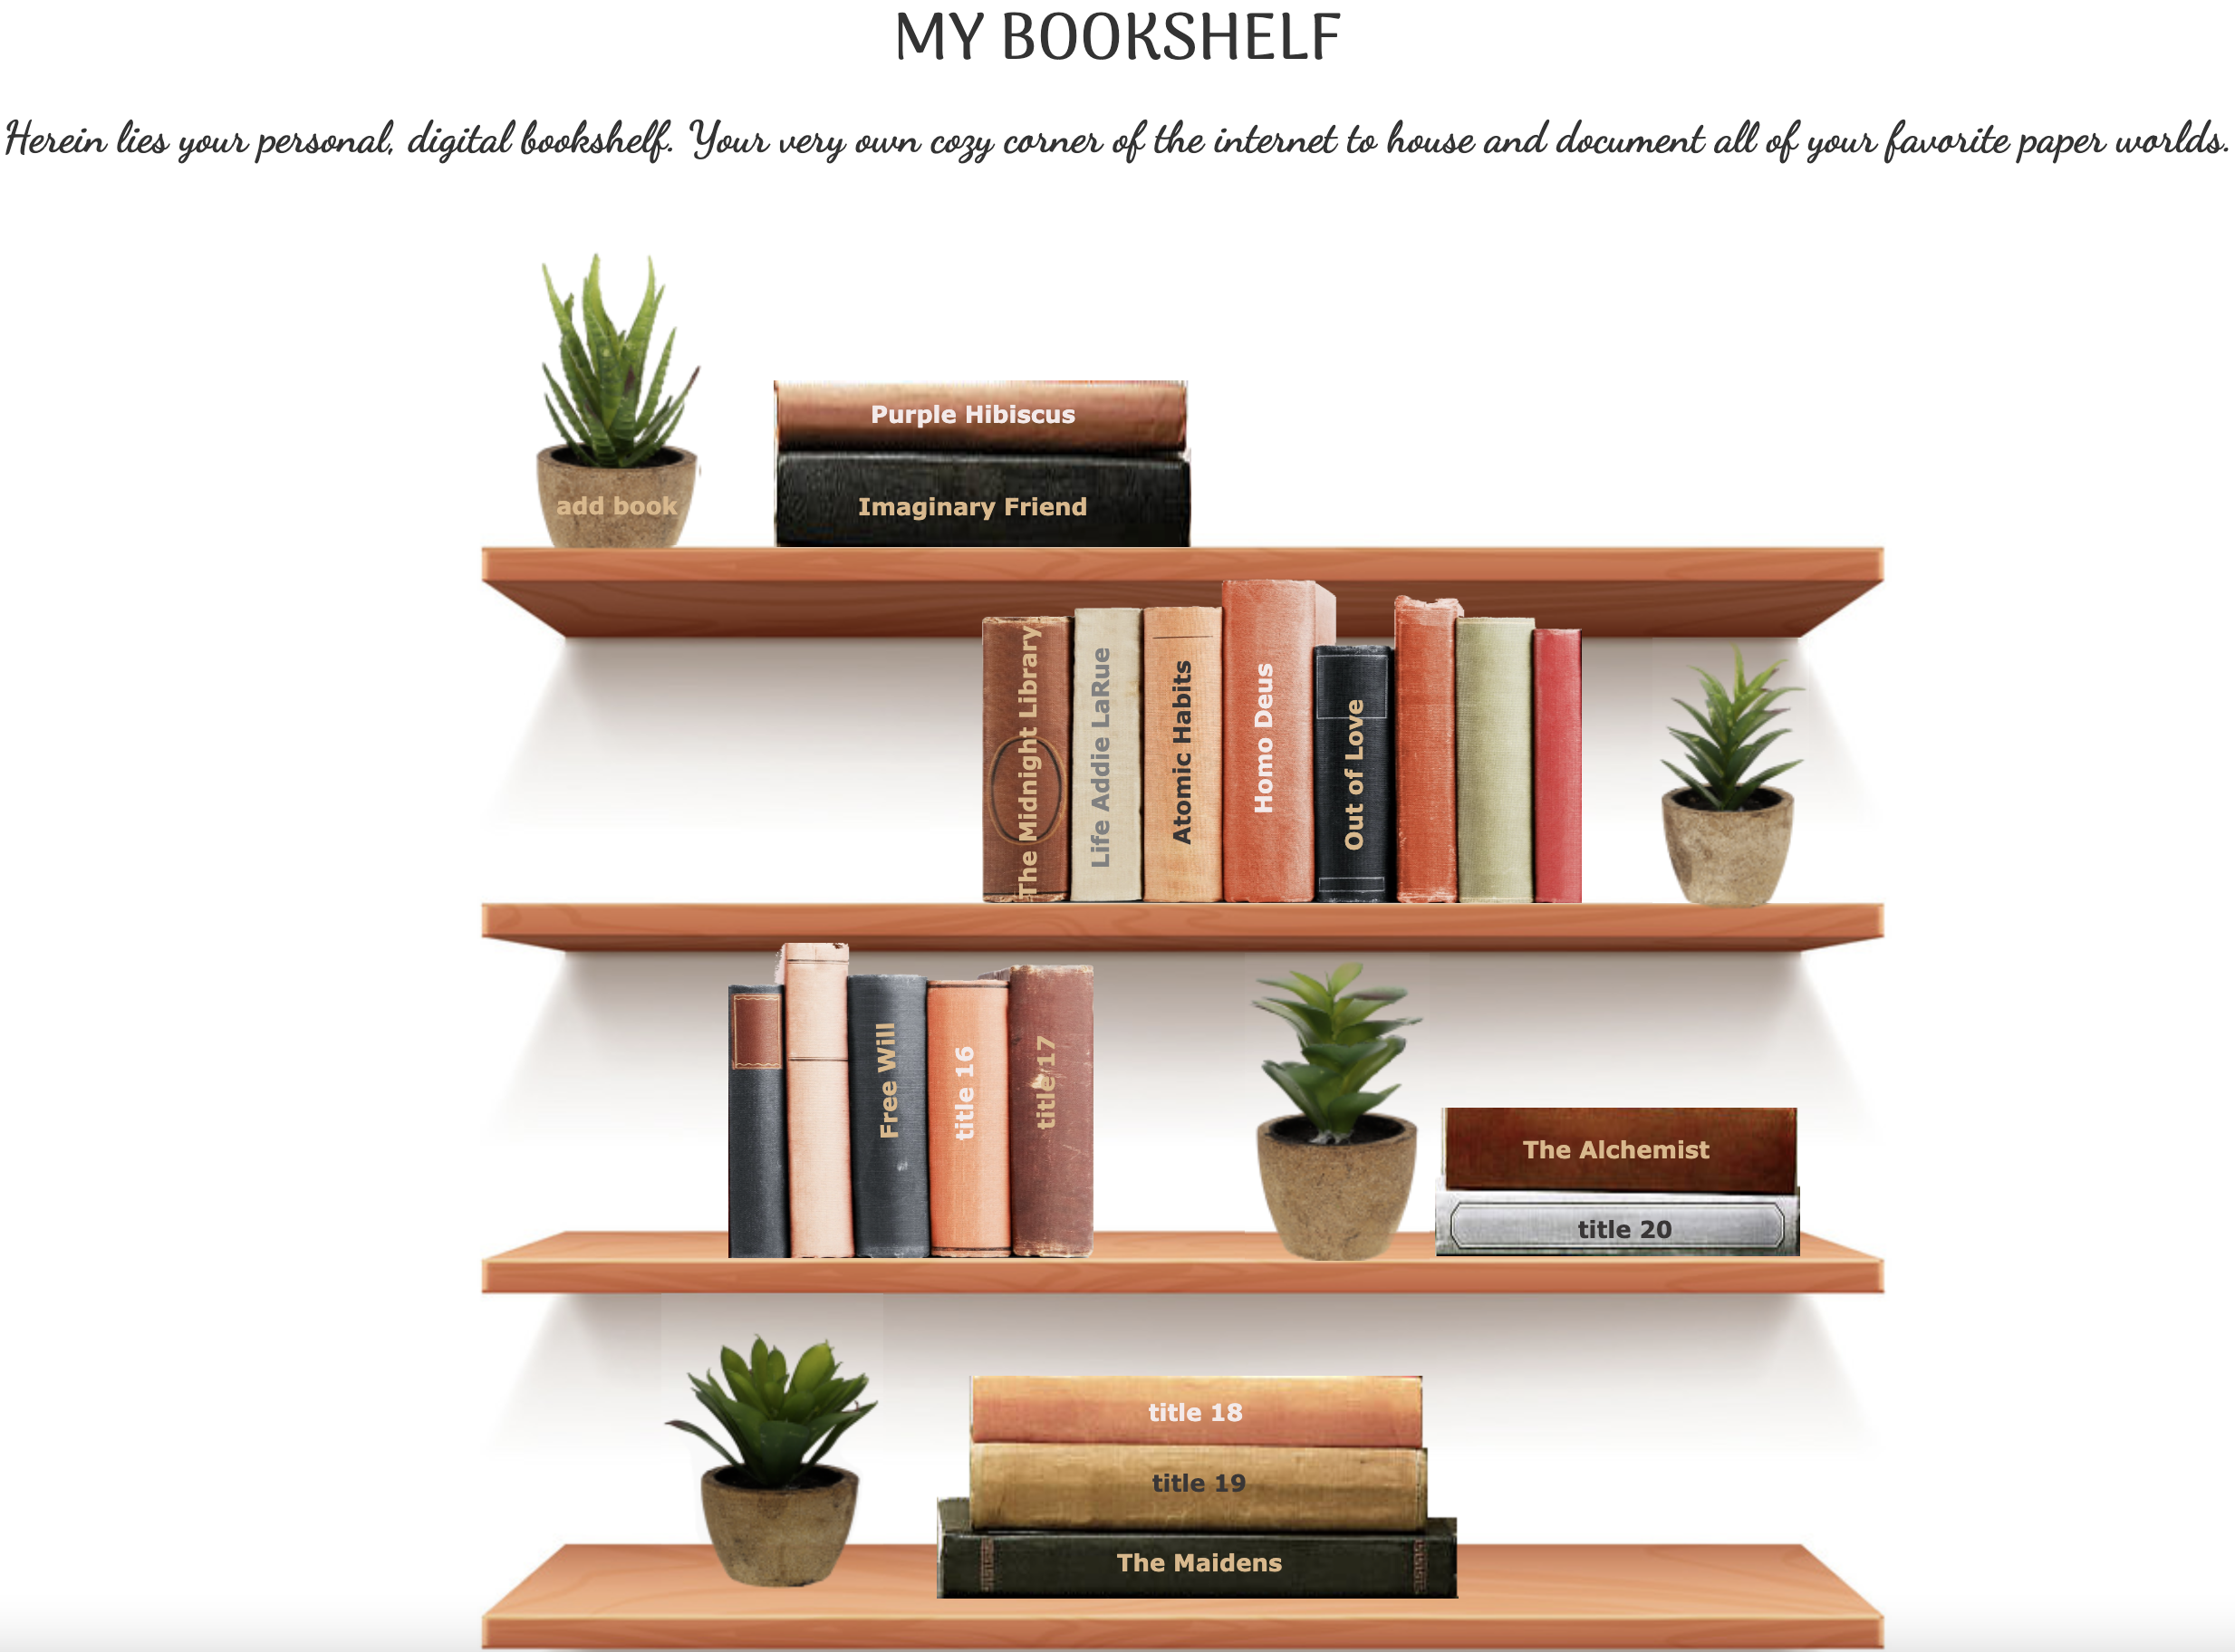 MY BOOKSHELF
Herein lies your personal, digital bookshelf. Your very own cozy corner of the internet to house and document all of your favorite paper worlds.
Purple Hibiscus
add book
Imaginary Friend
The Midnight Library
Life Addie LaRue
Atomic Habits
Homo Deus
Out of Love
Free Will
title 16
title 17
The Alchemist
title 20
title 18
title 19
The Maidens